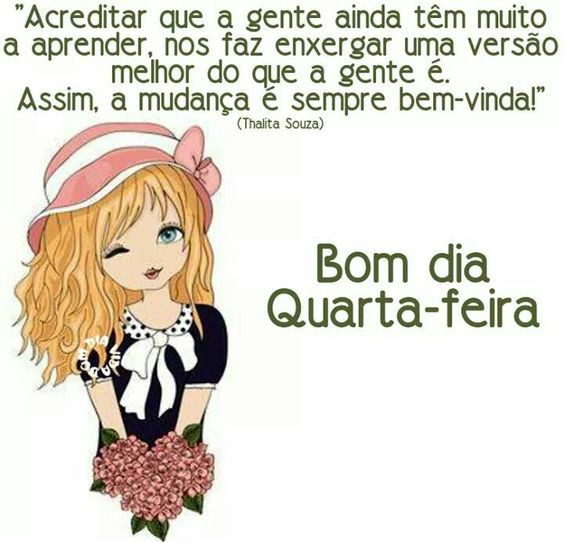 "Acreditar que a gente ainda têm muito
a aprender, nos faz enxergar uma versão
melhor do que a gente é.
Assim, a mudança é sempre bem-vinda!"
(Thalita Souza)
Bom dia
Quarta-feira